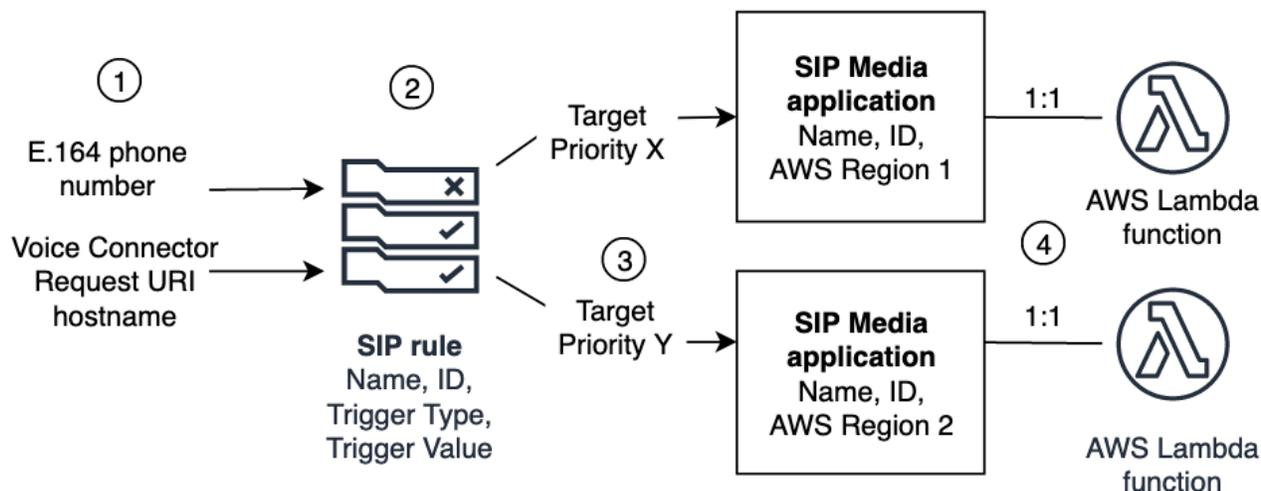 1
E.164 phone
number
Voice Connector
Request URI
hostname
2
SIP rule
Name, ID,
Trigger Type,
Trigger Value
Target
Priority X
3
Target
Priority Y
SIP Media
application
Name, ID,
AWS Region 1
SIP Media
application
Name, ID,
AWS Region 2
1:1
AWS Lambda
function
4
1:1
AWS Lambda
function